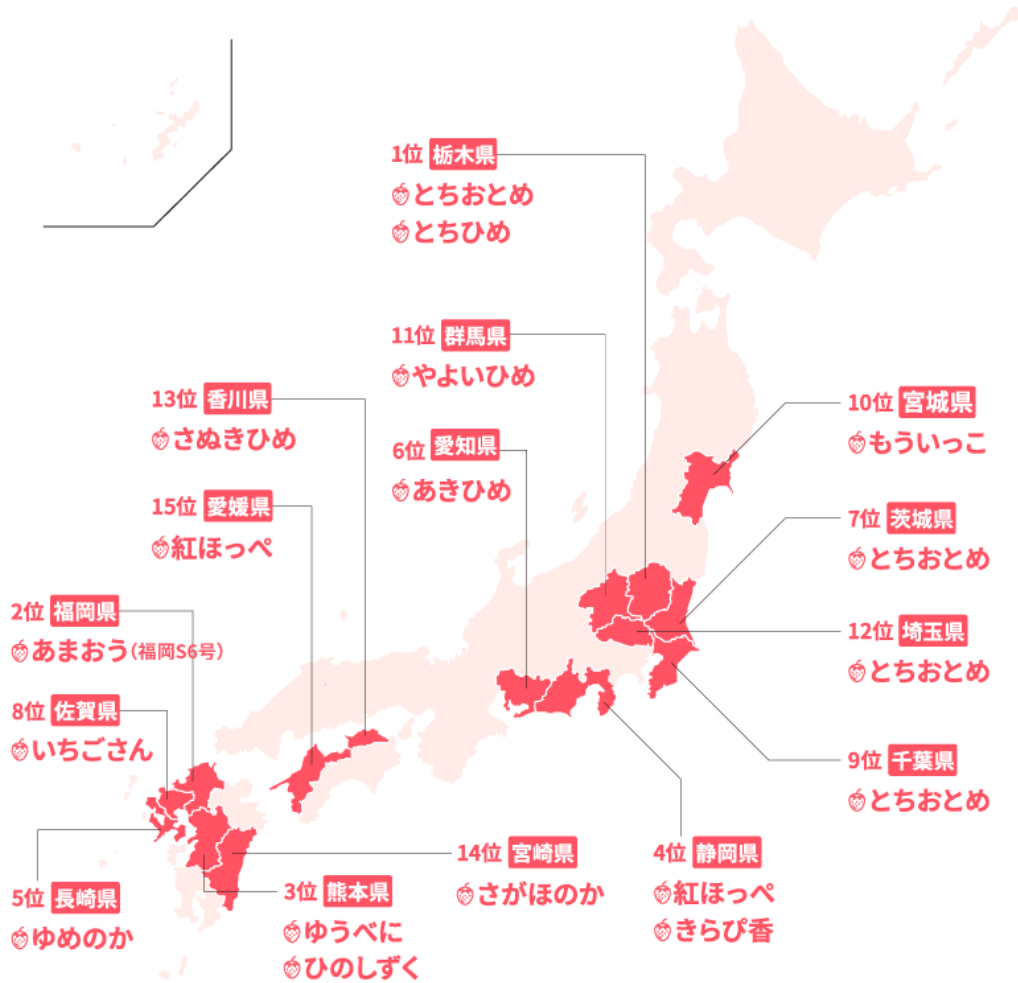 1位 栃木県
とちおとめ
とちひめ
11位 群馬県
やよいひめ
13位 香川県
さぬきひめ
6位 愛知県
あきひめ
10位 宮城県
もういっこ
15位 愛媛県
紅ほっぺ
7位 茨城県
とちおとめ
2位 福岡県
あまおう(福岡S6号)
12位 埼玉県
とちおとめ
8位 佐賀県
いちごさん
9位 千葉県
とちおとめ
14位 宮崎県
さがほのか
4位 静岡県
紅ほっぺ
きらぴ香
5位 長崎県
ゆめのか
3位 熊本県
ゆうべに
ひのしずく